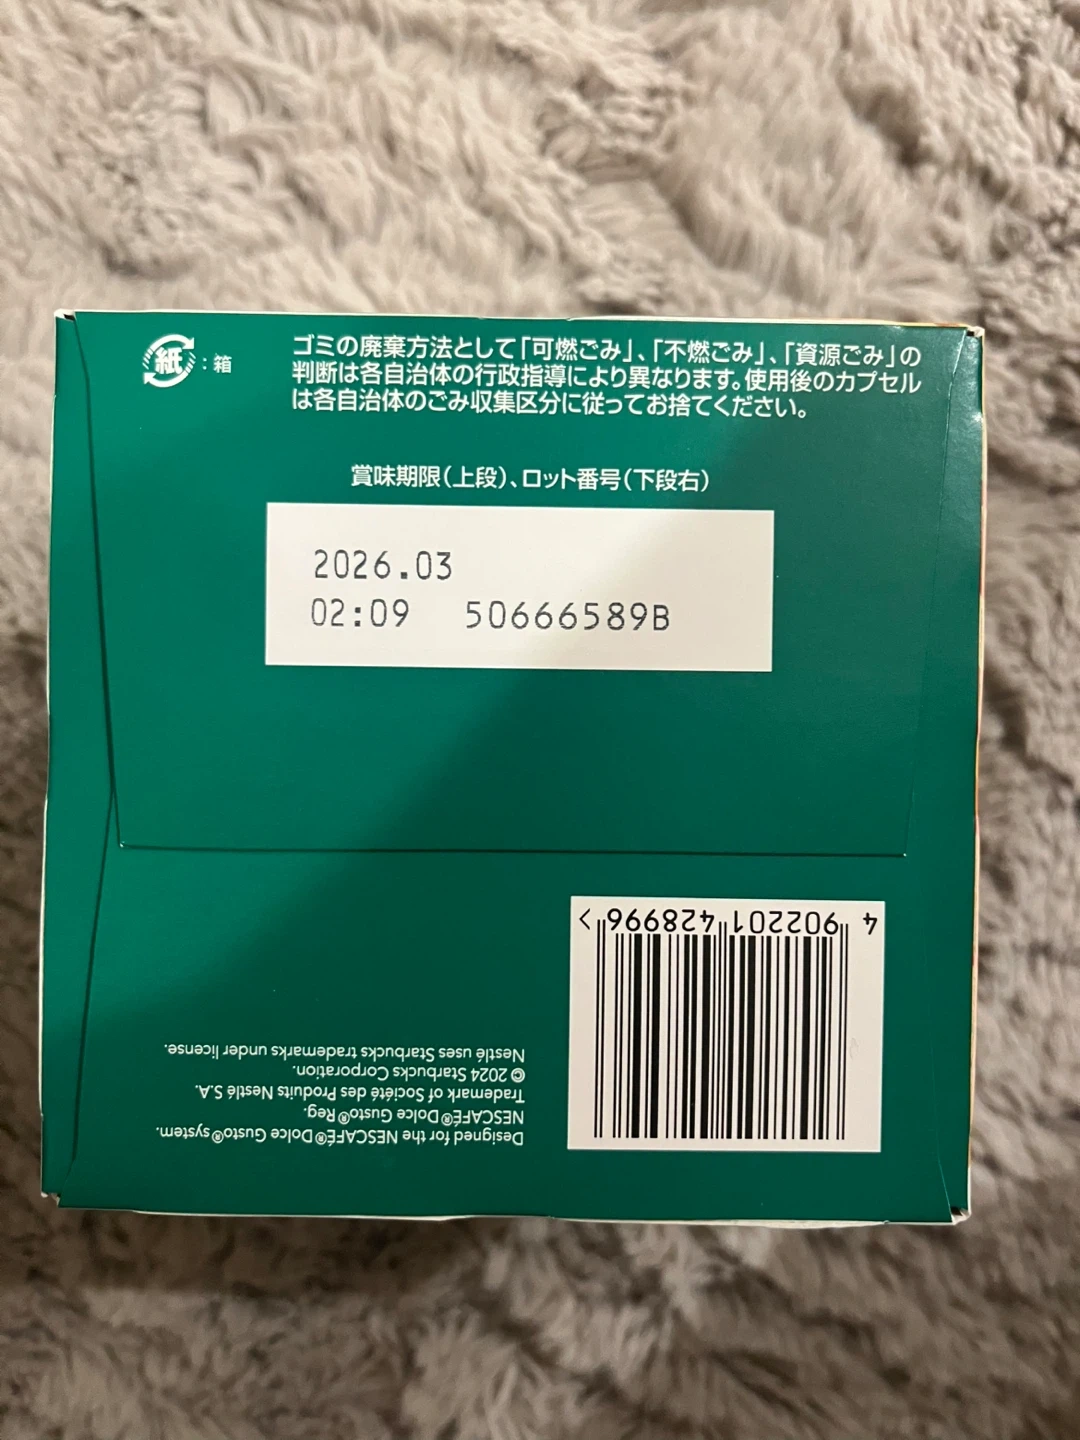 紙：箱
ゴミの廃棄方法として「可燃ごみ」、「不燃ごみ」、「資源ごみ」の
判断は各自治体の行政指導により異なります。使用後のカプセル
は各自治体のごみ収集区分に従ってお捨てください。
賞味期限（上段）、ロット番号（下段右）
2026.03
02:09 50666589B
4 902201 428996 >
Designed for the NESCAFÉ® Dolce Gusto® system.
NESCAFÉ® Dolce Gusto® Reg.
Trademark of Société des Produits Nestlé S.A.
© 2024 Starbucks Corporation.
Nestlé uses Starbucks trademarks under license.